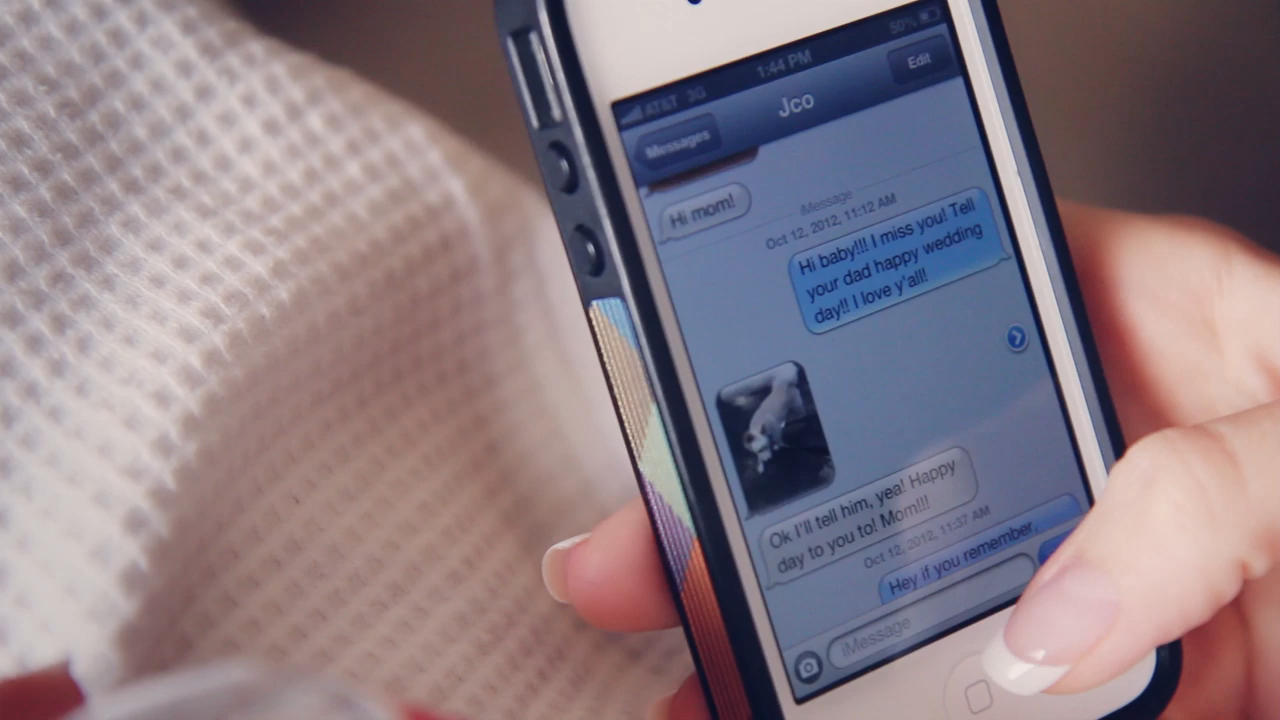 AT&T 3G 1:44 PM 50%
Messages Jco Edit
Hi mom!
iMessage
Oct 12, 2012, 11:12 AM
Hi baby!!! I miss you! Tell
your dad happy wedding
day!! I love y'all!
Ok I'll tell him, yea! Happy
day to you to! Mom!!!
Oct 12, 2012, 11:37 AM
Hey if you remember,
iMessage